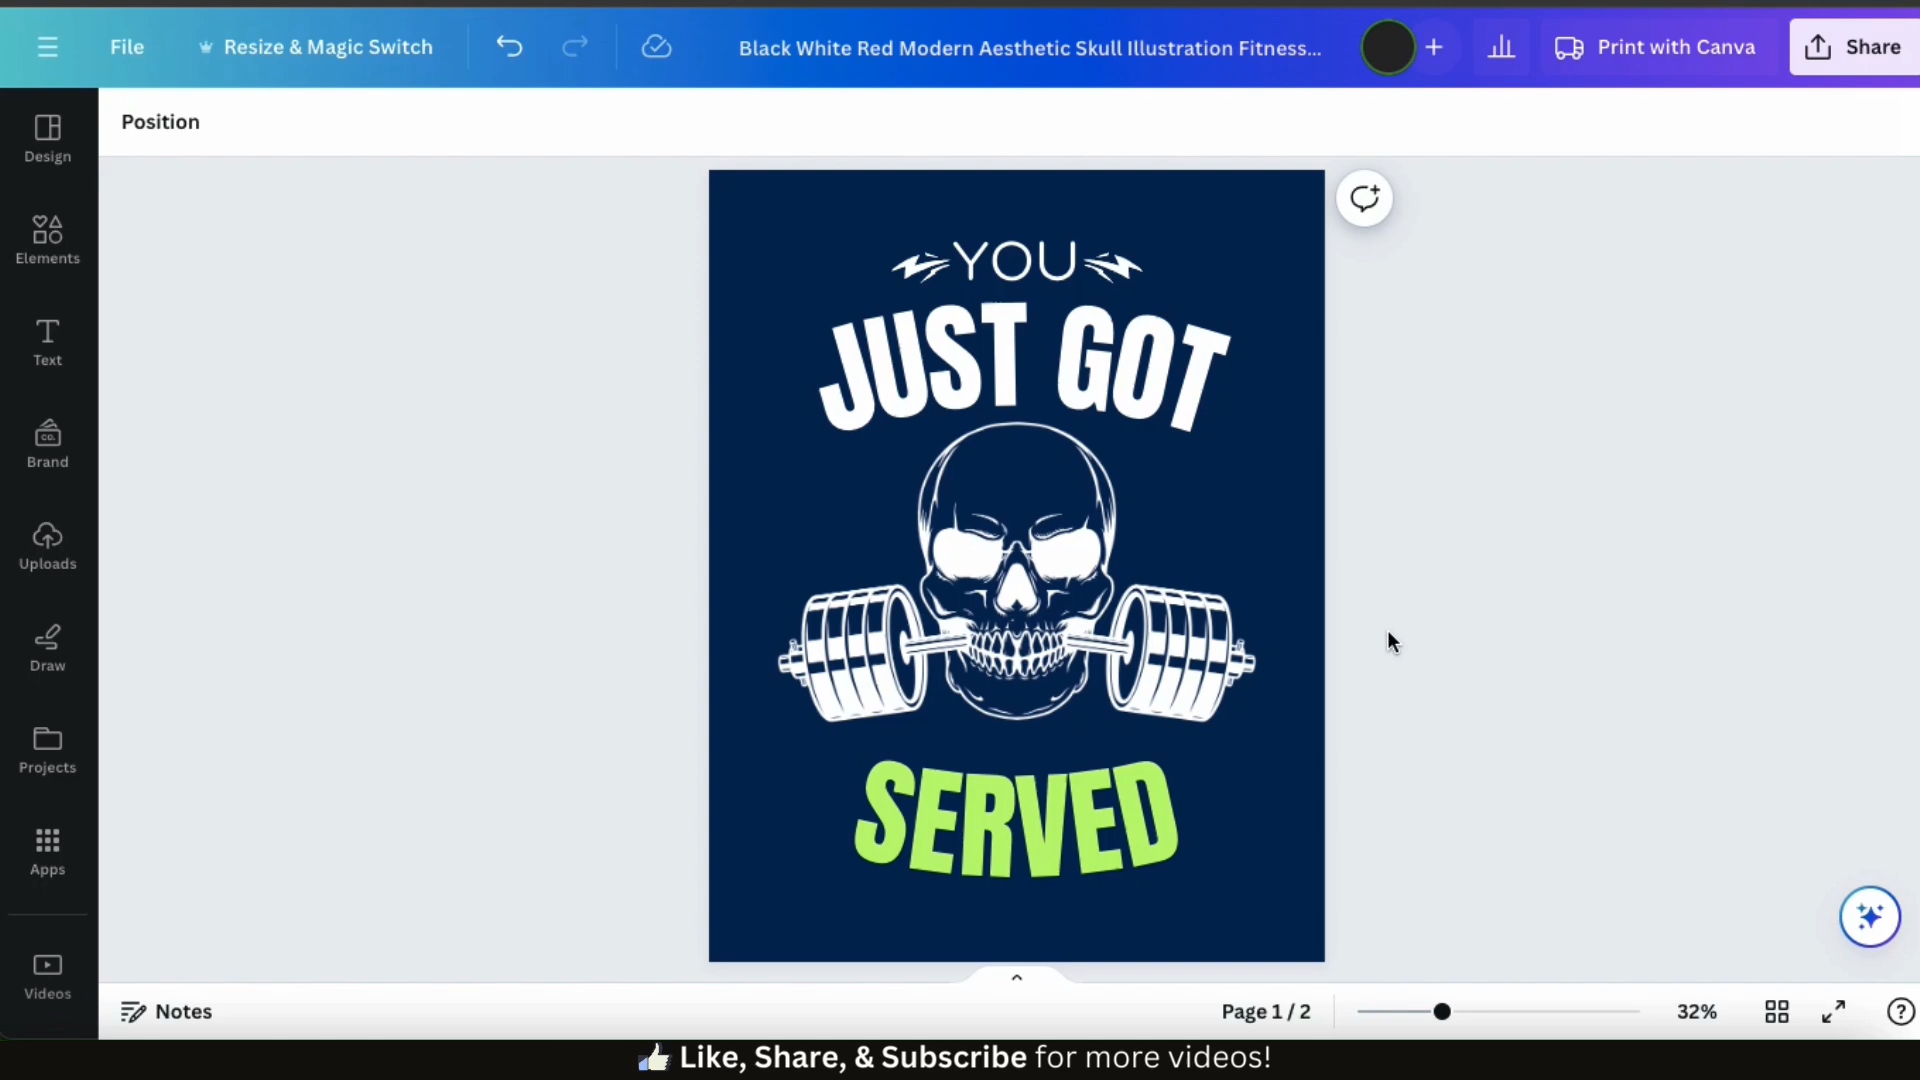 File
Resize & Magic Switch
Black White Red Modern Aesthetic Skull Illustration Fitness...
Print with Canva
Share
Position
Design
Elements
Text
CO.
Brand
Uploads
Draw
Projects
Apps
Videos
YOU
JUST GOT
SERVED
Notes
Page 1 / 2
32%
?
Like, Share, & Subscribe for more videos!